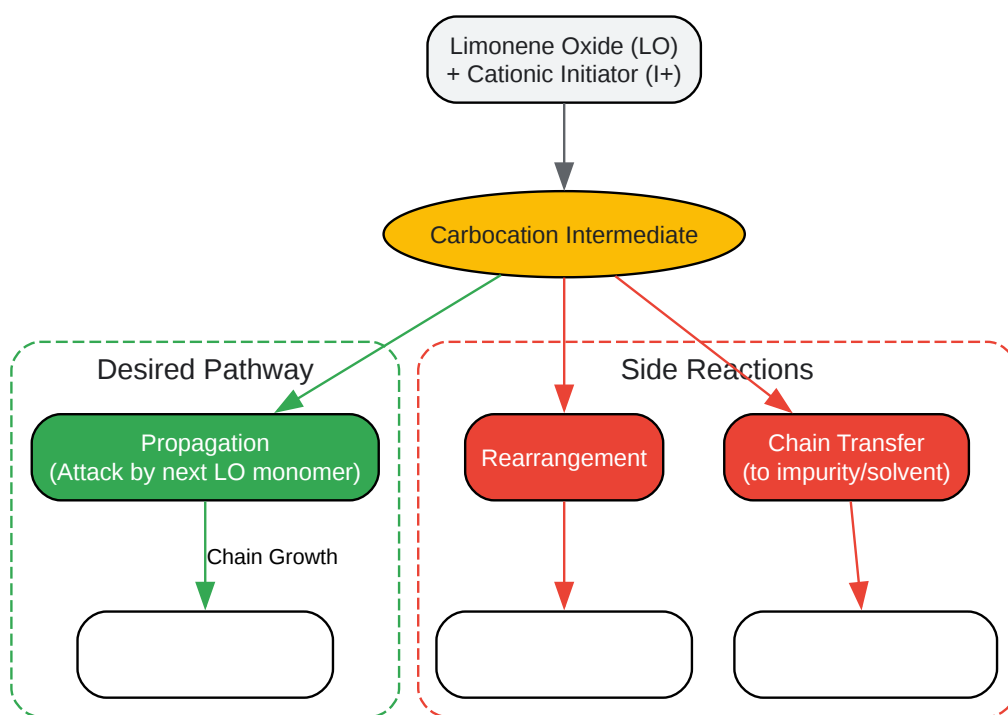 Limonene Oxide (LO)
+ Cationic Initiator (I+)
Carbocation Intermediate
Desired Pathway
Side Reactions
Propagation
(Attack by next LO monomer)
Rearrangement
Chain Transfer
(to impurity/solvent)
Chain Growth